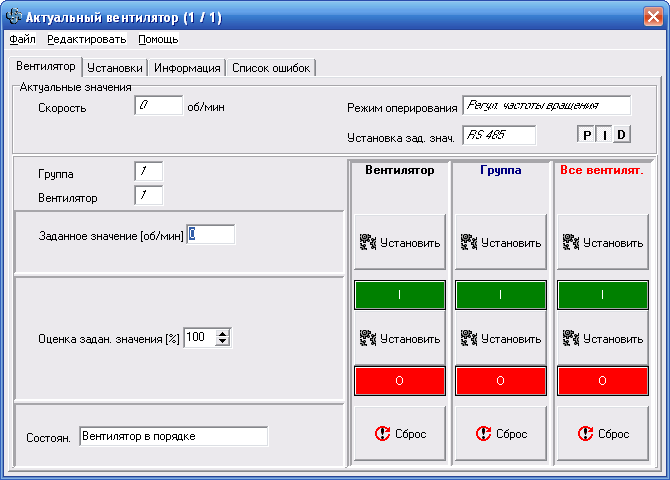 Актуальный вентилятор (1 / 1)
Файл Редактировать Помощь
Вентилятор Установки Информация Список ошибок
Актуальные значения
Скорость 0 об/мин Режим оперирования Регул. частоты вращения
Установка зад. знач. RS 485 P I D
Группа 1
Вентилятор 1
Вентилятор Группа Все вентилят.
Заданное значение [об/мин] 0
Установить Установить Установить
I I I
Оценка задан. значения [%] 100
Установить Установить Установить
O O O
Состоян. Вентилятор в порядке
Сброс Сброс Сброс